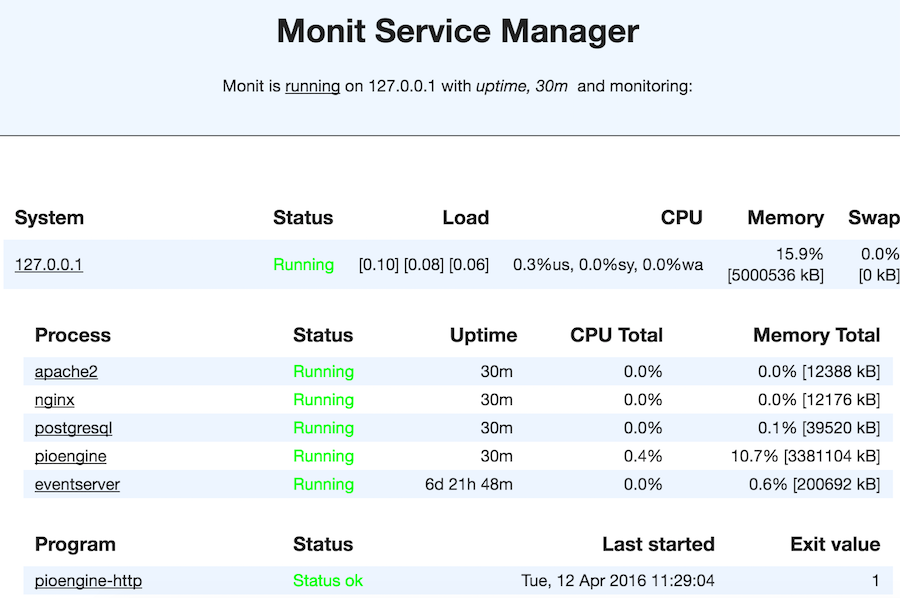 Monit Service Manager
Monit is running on 127.0.0.1 with uptime, 30m and monitoring:
System Status Load CPU Memory Swap
127.0.0.1 Running [0.10] [0.08] [0.06] 0.3%us, 0.0%sy, 0.0%wa 15.9% [5000536 kB] 0.0% [0 kB]
Process Status Uptime CPU Total Memory Total
apache2 Running 30m 0.0% 0.0% [12388 kB]
nginx Running 30m 0.0% 0.0% [12176 kB]
postgresql Running 30m 0.0% 0.1% [39520 kB]
pioengine Running 30m 0.4% 10.7% [3381104 kB]
eventserver Running 6d 21h 48m 0.0% 0.6% [200692 kB]
Program Status Last started Exit value
pioengine-http Status ok Tue, 12 Apr 2016 11:29:04 1